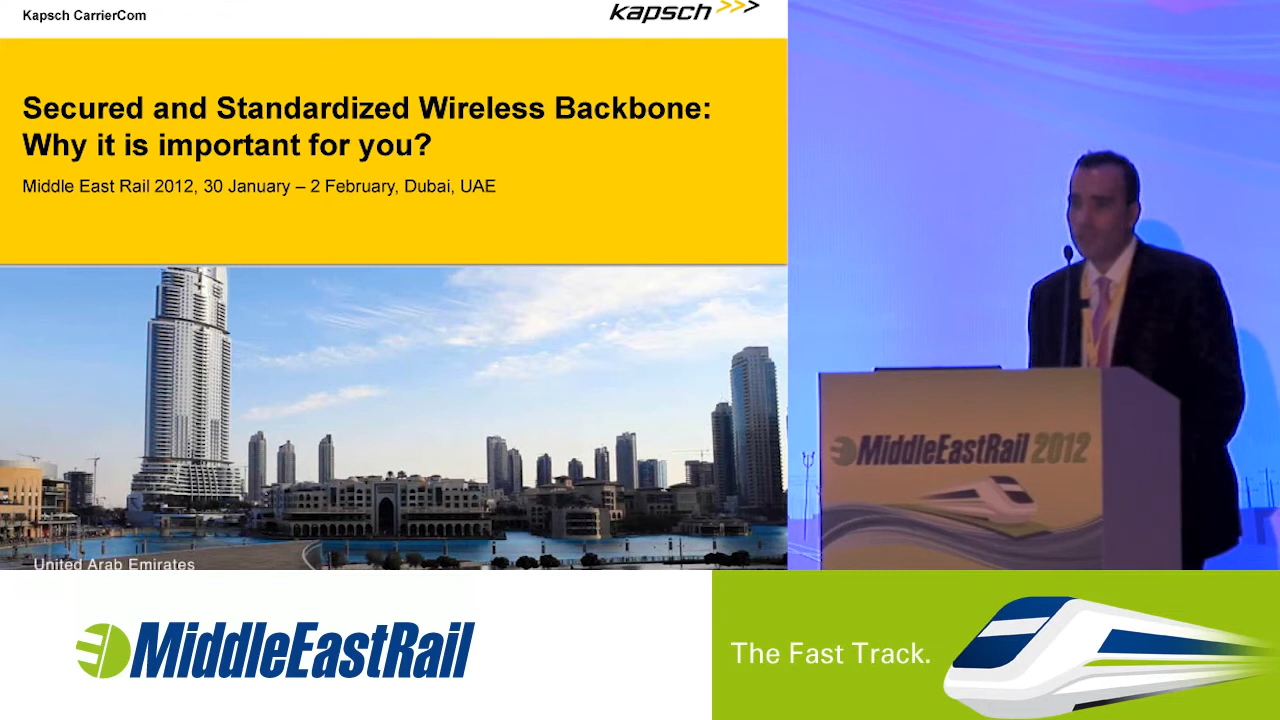 Kapsch CarrierCom
kapsch >>>
Secured and Standardized Wireless Backbone:
Why it is important for you?
Middle East Rail 2012, 30 January – 2 February, Dubai, UAE
United Arab Emirates
MiddleEastRail 2012
MiddleEastRail
The Fast Track.